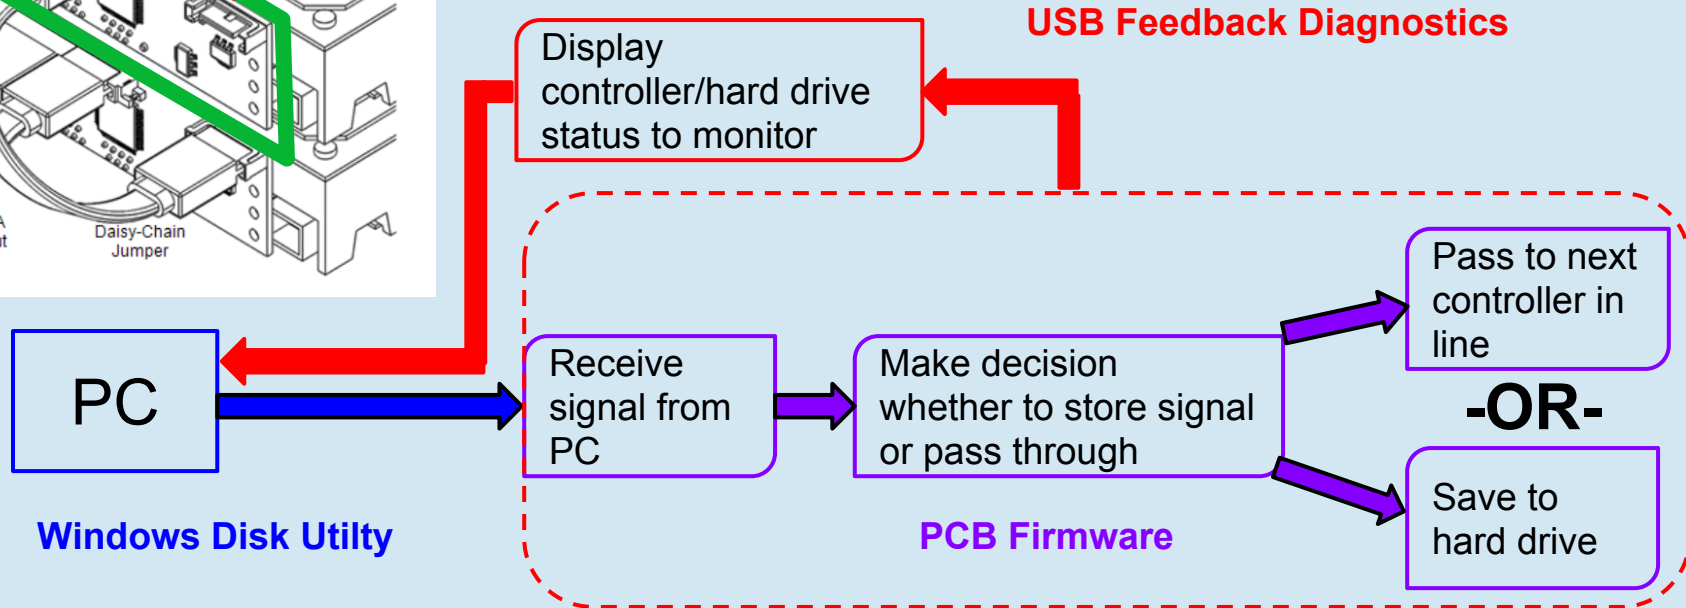 USB Feedback Diagnostics
Display
controller/hard drive
status to monitor
Daisy-Chain
Jumper
Pass to next
controller in
line
PC
Receive
signal from
PC
Make decision
whether to store signal
or pass through
-OR-
Save to
hard drive
Windows Disk Utilty
PCB Firmware